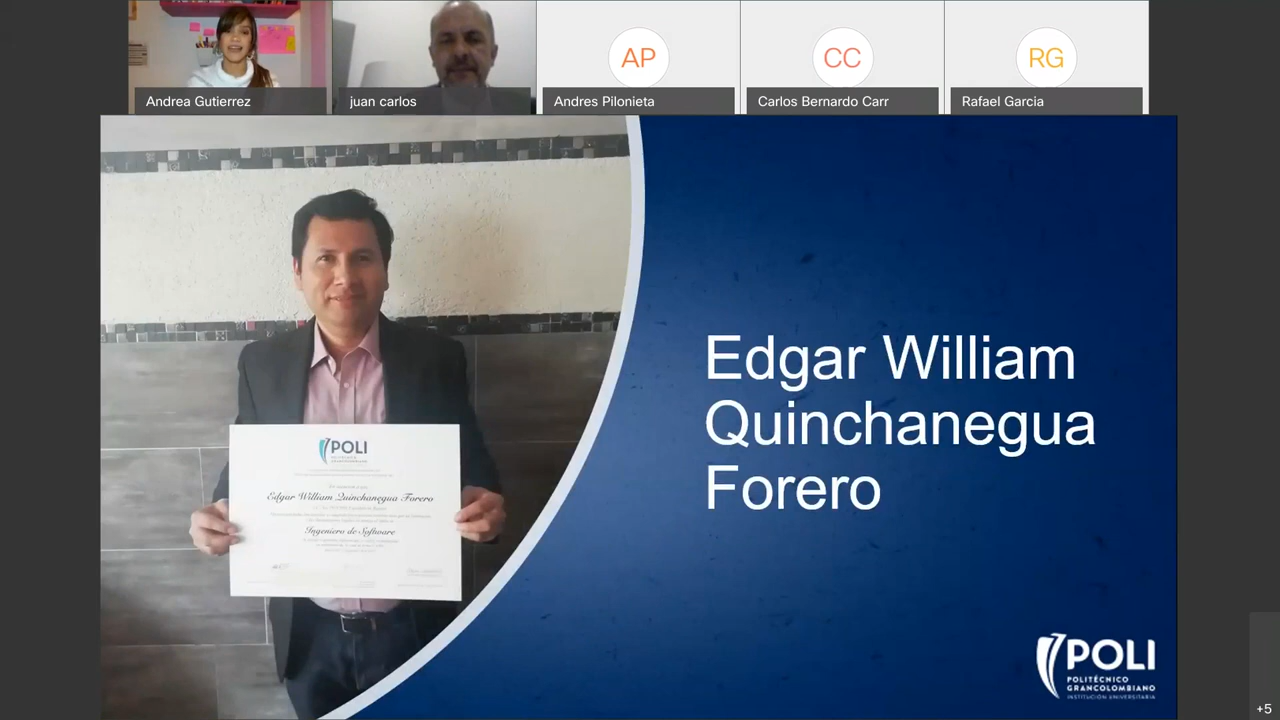 Andrea Gutierrez
juan carlos
AP
Andres Pilonieta
CC
Carlos Bernardo Carr
RG
Rafael Garcia
Edgar William
Quinchanegua
Forero
POLI
Edgar William Quinchanegua Forero
Ingeniero de Software
POLI
POLITÉCNICO
GRANCOLOMBIANO
INSTITUCIÓN UNIVERSITARIA
+5